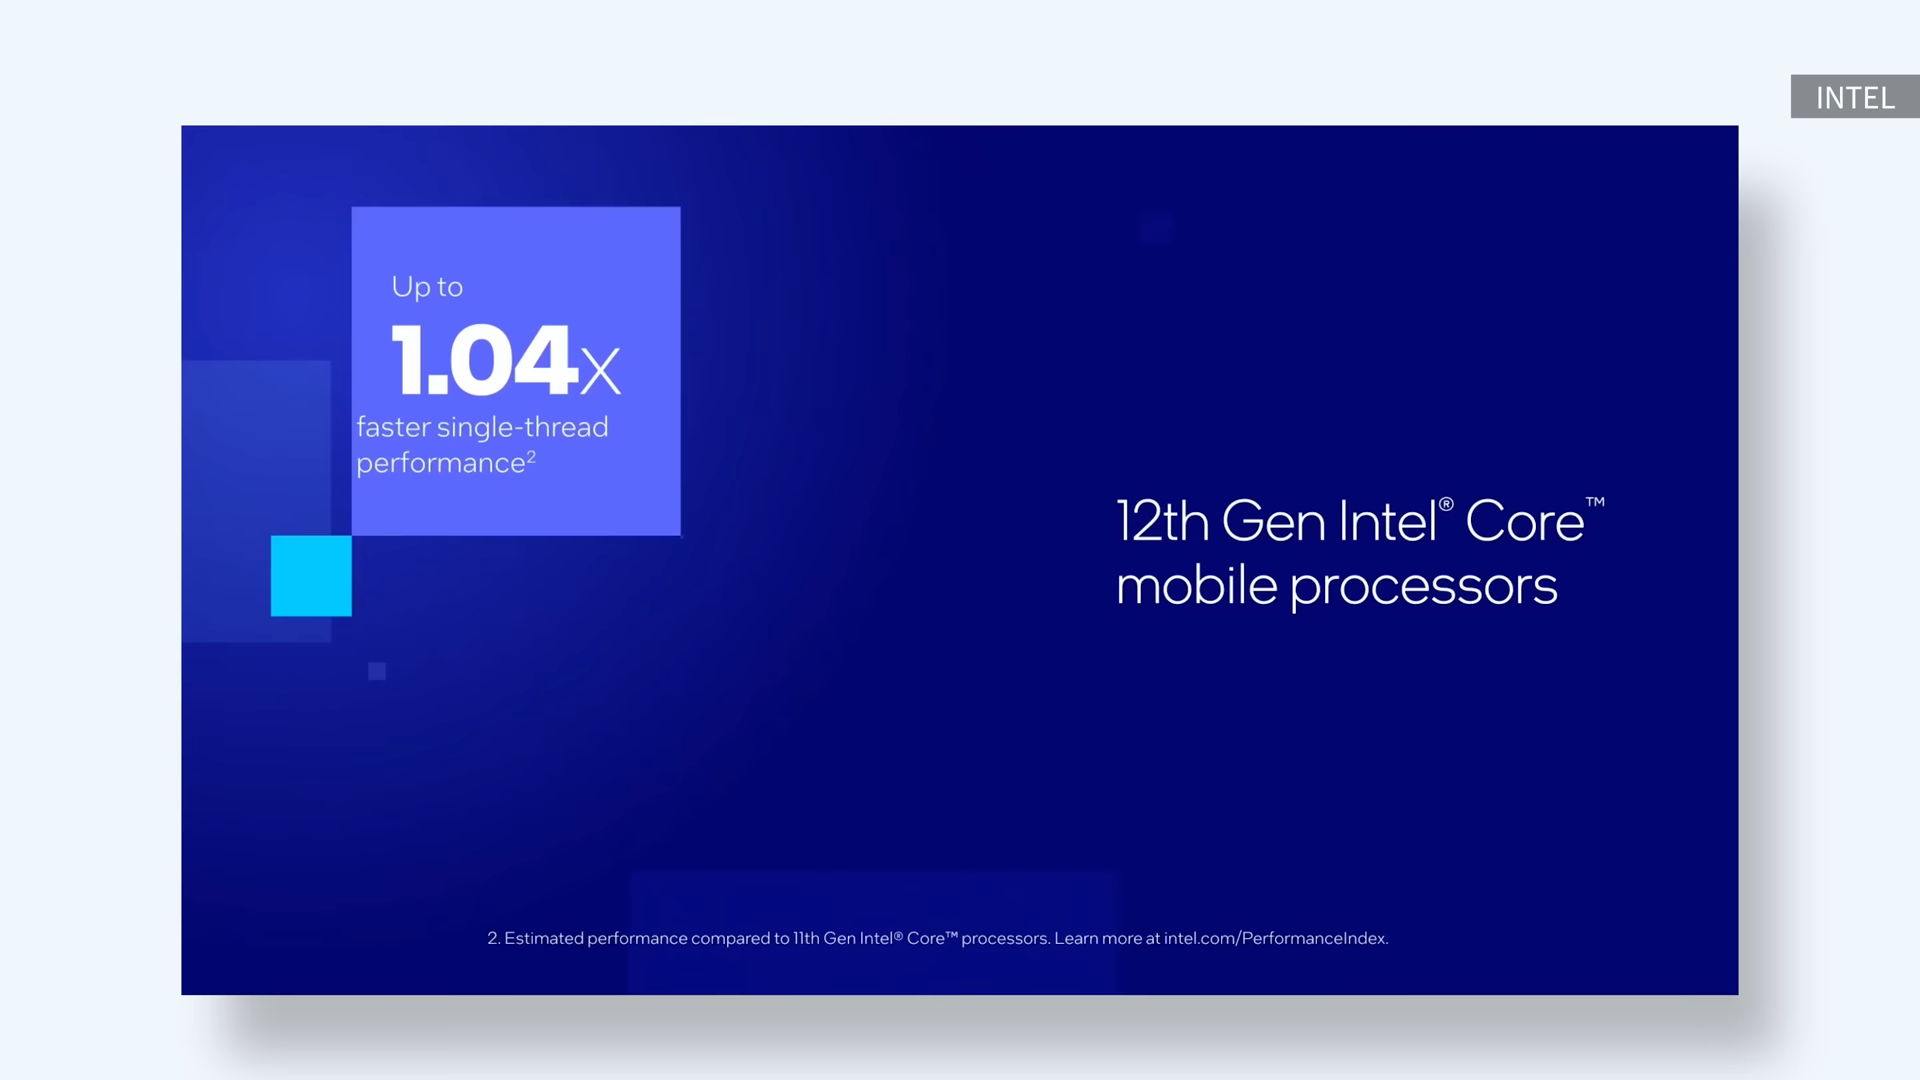 INTEL
Up to
1.04X
faster single-thread
performance²
12th Gen Intel® Core™
mobile processors
2. Estimated performance compared to 11th Gen Intel® Core™ processors. Learn more at intel.com/PerformanceIndex.